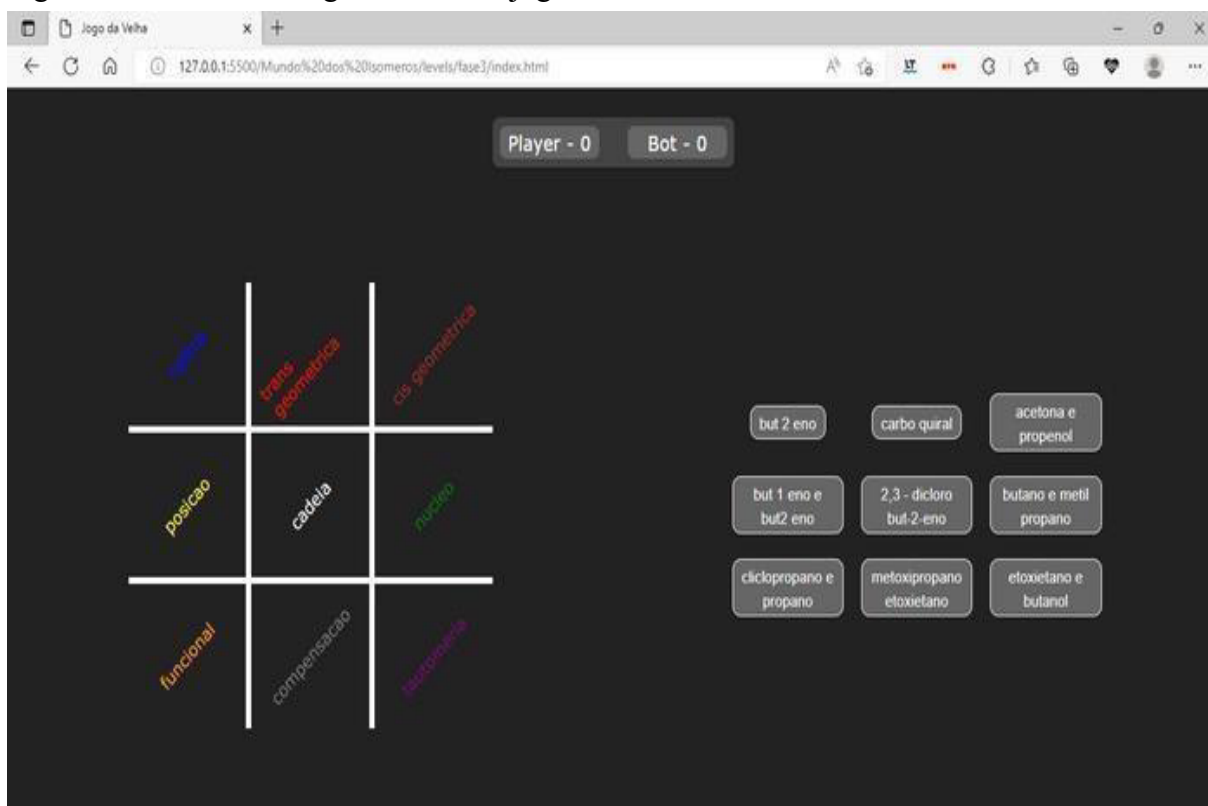 Jogo da Velha
127.0.0.1:5500/Mundo%20dos%20Isomeros/levels/fase3/index.html
Player - 0
Bot - 0
trans
geometrica
cis geometrica
posicao
cadeia
nucleo
funcional
compensacao
tautomeria
but 2 eno
carbo quiral
acetona e
propenol
but 1 eno e
but2 eno
2,3 - dicloro
but-2-eno
butano e metil
propano
cliclopropano e
propano
metoxipropano
etoxietano
etoxietano e
butanol